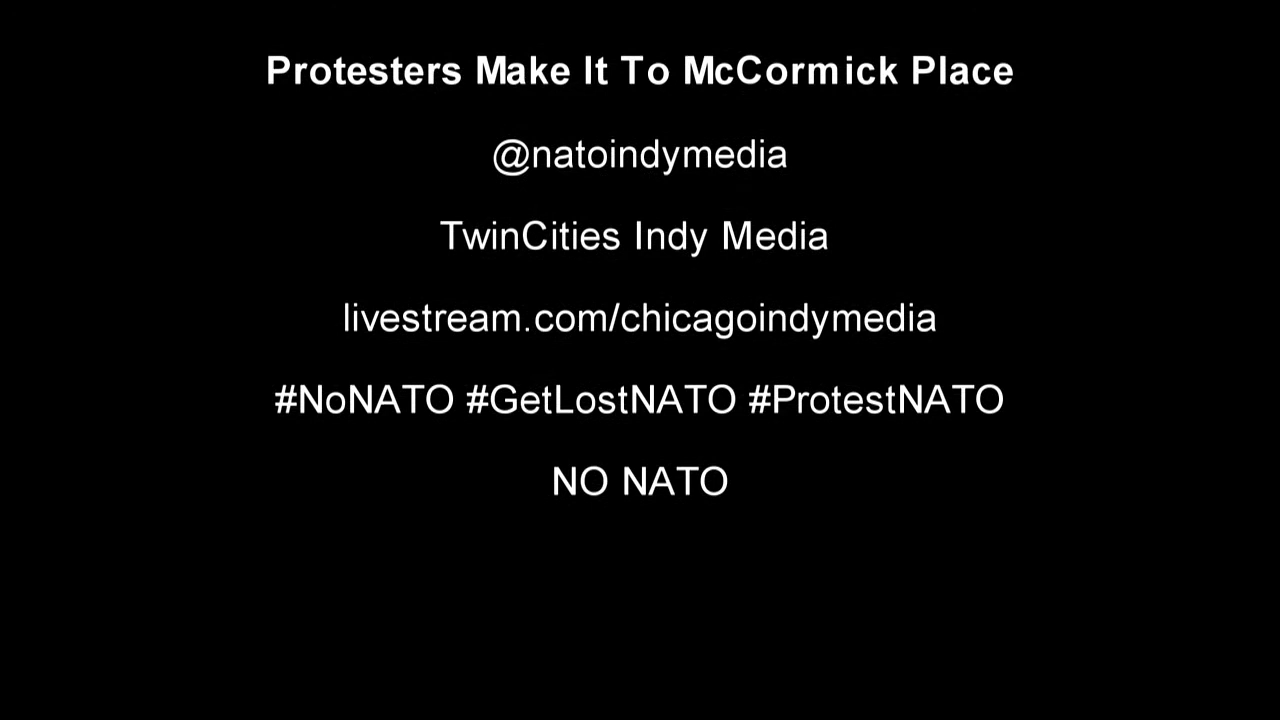 Protesters Make It To McCormick Place
@natoindymedia
TwinCities Indy Media
livestream.com/chicagoindymedia
#NoNATO #GetLostNATO #ProtestNATO
NO NATO